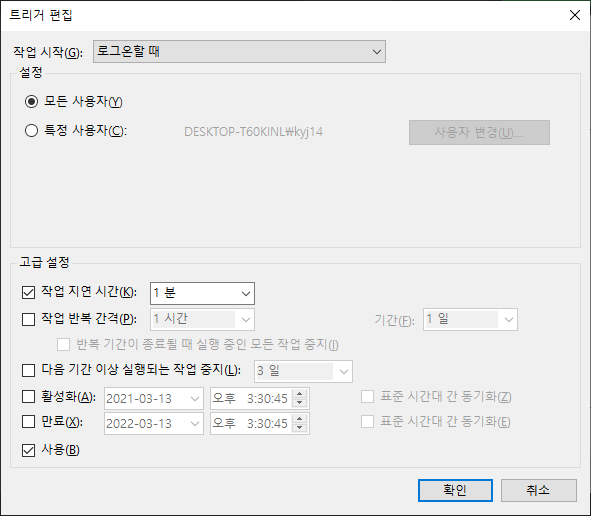 트리거 편집
작업 시작(G): 로그온할 때
설정
모든 사용자(Y)
특정 사용자(C): DESKTOP-T60KINL₩kyj14 사용자 변경(U)...
고급 설정
작업 지연 시간(K): 1 분
작업 반복 간격(P): 1 시간 기간(F): 1 일
반복 기간이 종료될 때 실행 중인 모든 작업 중지(I)
다음 기간 이상 실행되는 작업 중지(L): 3 일
활성화(A): 2021-03-13 오후 3:30:45 표준 시간대 간 동기화(Z)
만료(X): 2022-03-13 오후 3:30:45 표준 시간대 간 동기화(E)
사용(B)
확인 취소